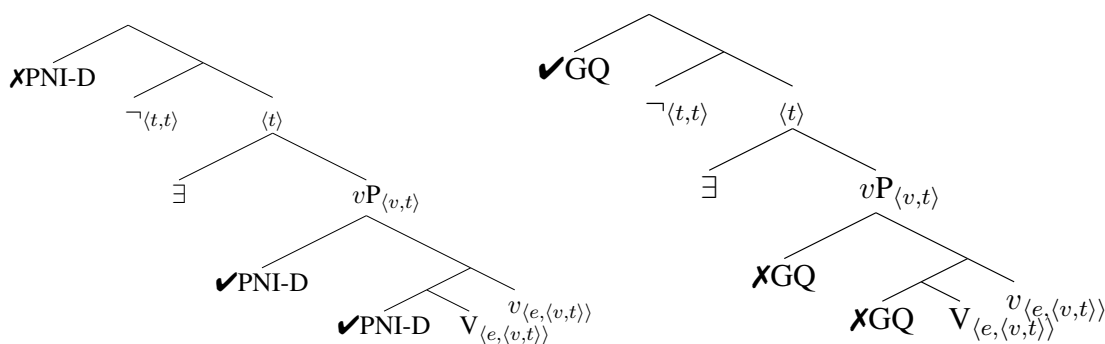 ✗PNI-D
¬⟨t,t⟩ ⟨t⟩
∃ vP⟨v,t⟩
✔PNI-D
✔PNI-D V⟨e,⟨v,t⟩⟩ v⟨e,⟨v,t⟩⟩
✔GQ
¬⟨t,t⟩ ⟨t⟩
∃ vP⟨v,t⟩
✗GQ
✗GQ V⟨e,⟨v,t⟩⟩ v⟨e,⟨v,t⟩⟩